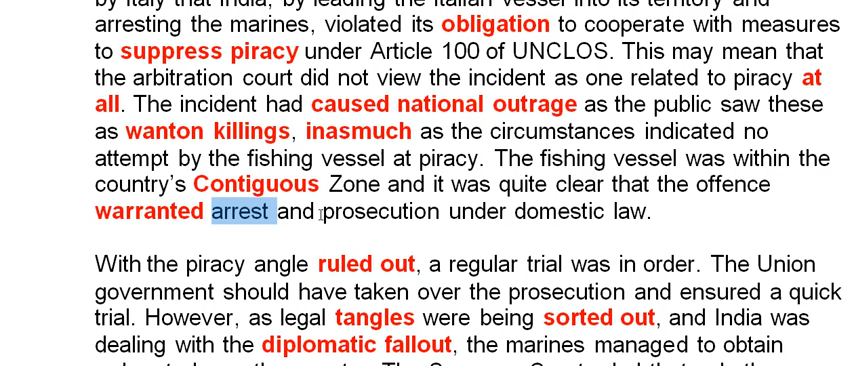 by Italy that India, by leading the Italian vessel into its territory and
arresting the marines, violated its obligation to cooperate with measures
to suppress piracy under Article 100 of UNCLOS. This may mean that
the arbitration court did not view the incident as one related to piracy at
all. The incident had caused national outrage as the public saw these
as wanton killings, inasmuch as the circumstances indicated no
attempt by the fishing vessel at piracy. The fishing vessel was within the
country's Contiguous Zone and it was quite clear that the offence
warranted arrest and prosecution under domestic law.
With the piracy angle ruled out, a regular trial was in order. The Union
government should have taken over the prosecution and ensured a quick
trial. However, as legal tangles were being sorted out, and India was
dealing with the diplomatic fallout, the marines managed to obtain